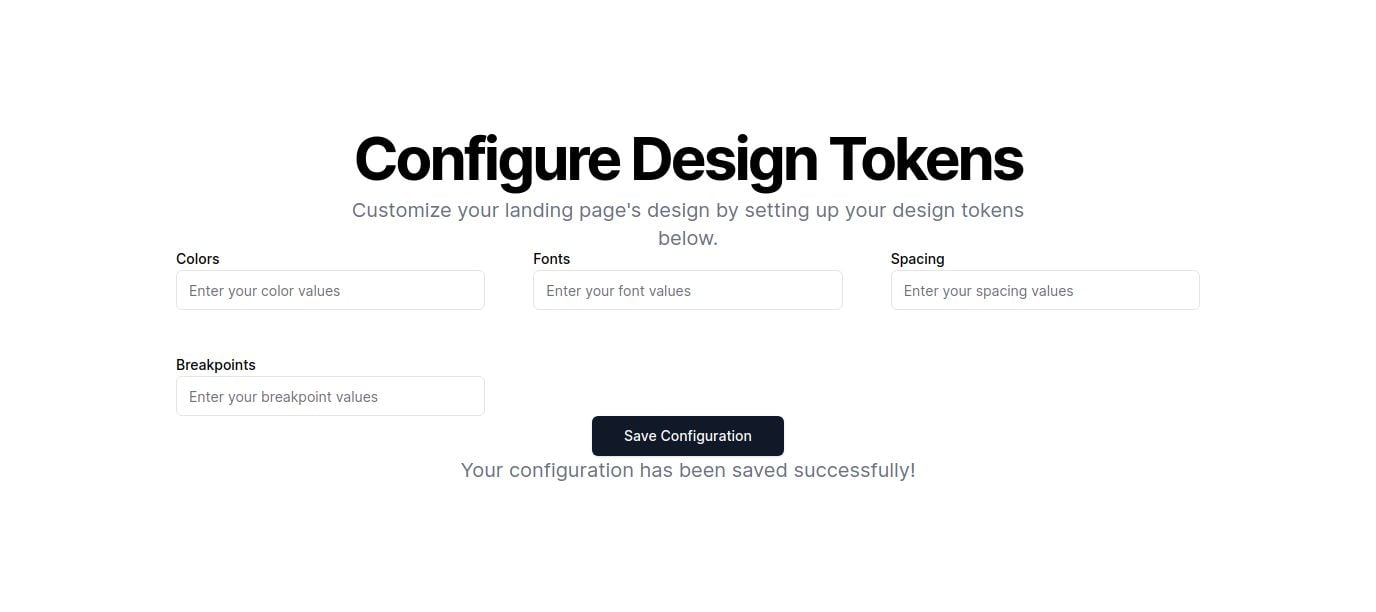 Configure Design Tokens
Customize your landing page's design by setting up your design tokens
below.
Colors
Enter your color values
Fonts
Enter your font values
Spacing
Enter your spacing values
Breakpoints
Enter your breakpoint values
Save Configuration
Your configuration has been saved successfully!